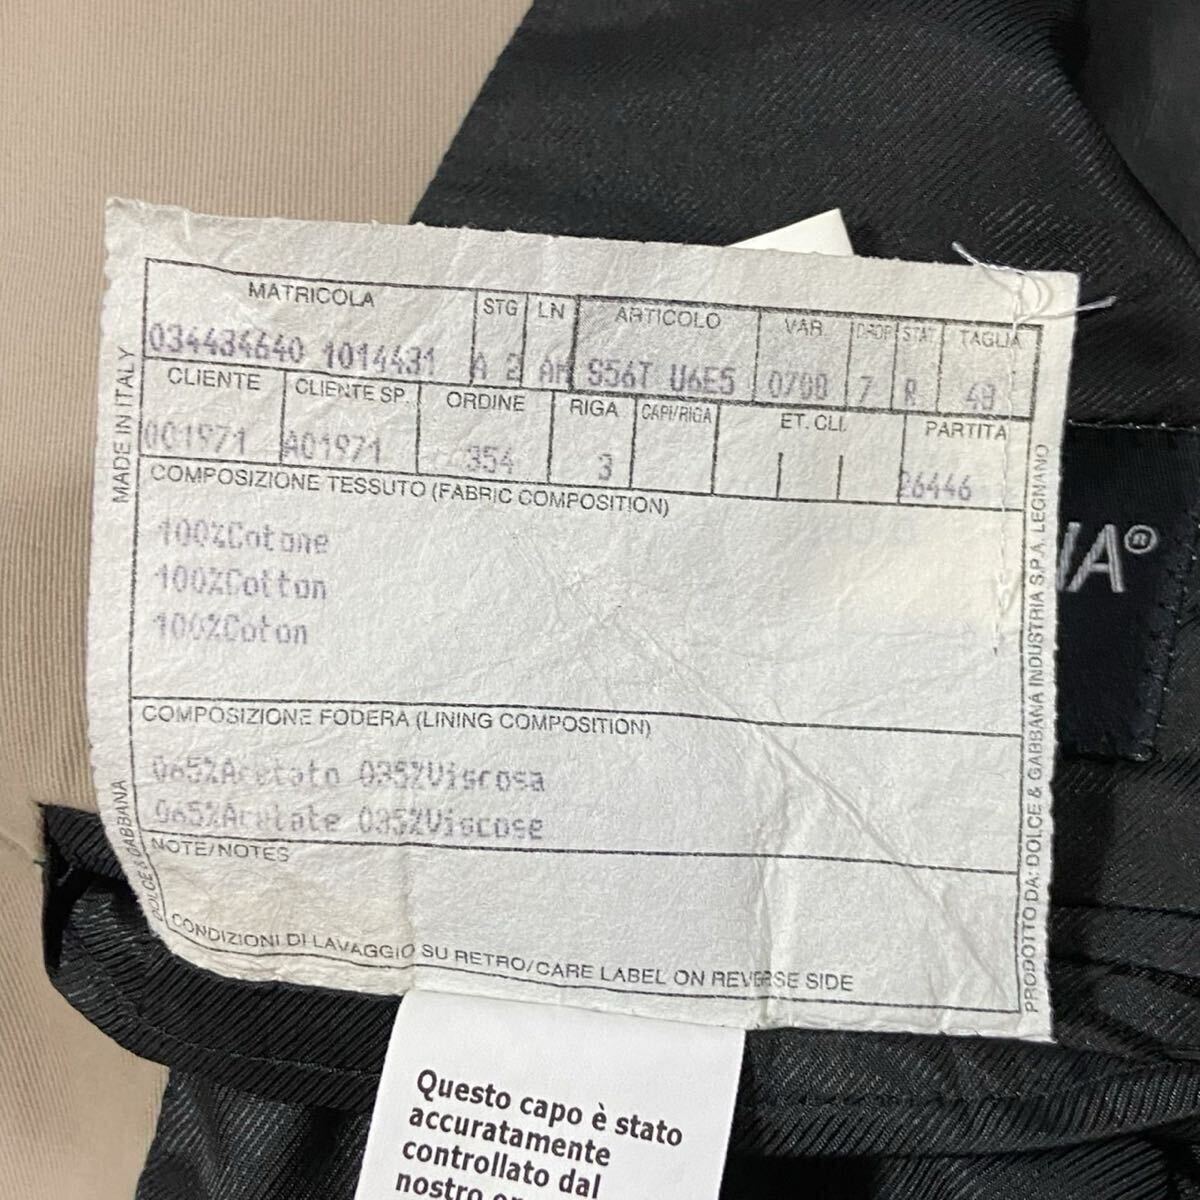 MATRICOLA STG LN ARTICOLO VAR. DROP STAT. TAGLIA
034434640 1014431 A 2 AM S56T U6E5 0700 7 R 48
CLIENTE CLIENTE SP. ORDINE RIGA CAPI/RIGA ET. CLI. PARTITA
001971 A01971 354 3 26446
COMPOSIZIONE TESSUTO (FABRIC COMPOSITION)
100%Cotone
100%Cotton
100%Coton
COMPOSIZIONE FODERA (LINING COMPOSITION)
065%Acetato 035%Viscosa
065%Acetate 035%Viscose
NOTE/NOTES
CONDIZIONI DI LAVAGGIO SU RETRO/CARE LABEL ON REVERSE SIDE
MADE IN ITALY
DOLCE & GABBANA
PRODOTTO DA: DOLCE & GABBANA INDUSTRIA S.P.A. LEGNANO
NA®
Questo capo è stato
accuratamente
controllato dal
nostro